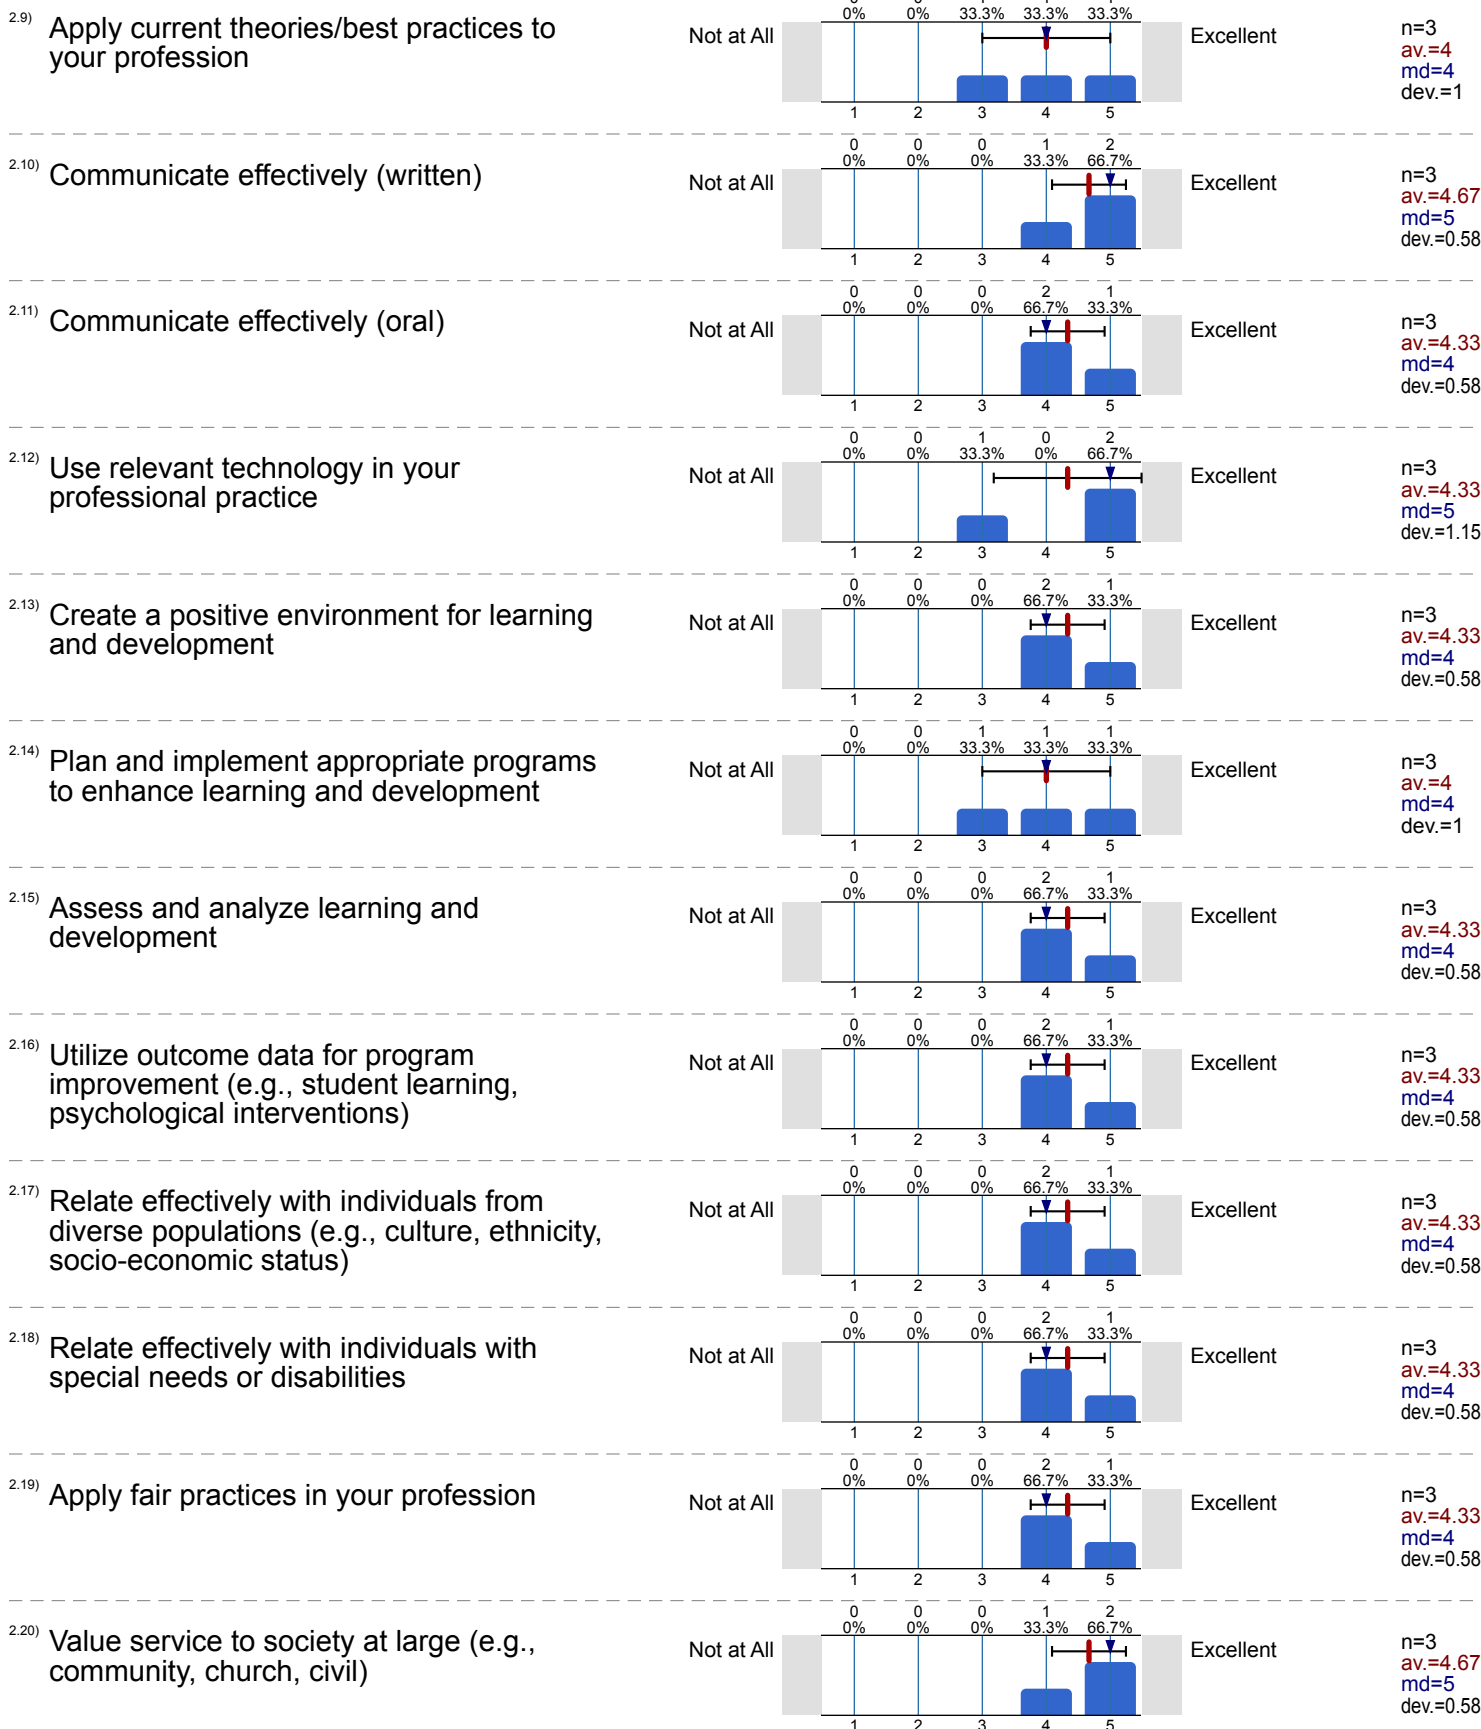 2.9) Apply current theories/best practices to
your profession
0% 0% 33.3% 33.3% 33.3%
Not at All Excellent
1 2 3 4 5
n=3
av.=4
md=4
dev.=1
2.10) Communicate effectively (written)
0 0 0 1 2
0% 0% 0% 33.3% 66.7%
Not at All Excellent
1 2 3 4 5
n=3
av.=4.67
md=5
dev.=0.58
2.11) Communicate effectively (oral)
0 0 0 2 1
0% 0% 0% 66.7% 33.3%
Not at All Excellent
1 2 3 4 5
n=3
av.=4.33
md=4
dev.=0.58
2.12) Use relevant technology in your
professional practice
0 0 1 0 2
0% 0% 33.3% 0% 66.7%
Not at All Excellent
1 2 3 4 5
n=3
av.=4.33
md=5
dev.=1.15
2.13) Create a positive environment for learning
and development
0 0 0 2 1
0% 0% 0% 66.7% 33.3%
Not at All Excellent
1 2 3 4 5
n=3
av.=4.33
md=4
dev.=0.58
2.14) Plan and implement appropriate programs
to enhance learning and development
0 0 1 1 1
0% 0% 33.3% 33.3% 33.3%
Not at All Excellent
1 2 3 4 5
n=3
av.=4
md=4
dev.=1
2.15) Assess and analyze learning and
development
0 0 0 2 1
0% 0% 0% 66.7% 33.3%
Not at All Excellent
1 2 3 4 5
n=3
av.=4.33
md=4
dev.=0.58
2.16) Utilize outcome data for program
improvement (e.g., student learning,
psychological interventions)
0 0 0 2 1
0% 0% 0% 66.7% 33.3%
Not at All Excellent
1 2 3 4 5
n=3
av.=4.33
md=4
dev.=0.58
2.17) Relate effectively with individuals from
diverse populations (e.g., culture, ethnicity,
socio-economic status)
0 0 0 2 1
0% 0% 0% 66.7% 33.3%
Not at All Excellent
1 2 3 4 5
n=3
av.=4.33
md=4
dev.=0.58
2.18) Relate effectively with individuals with
special needs or disabilities
0 0 0 2 1
0% 0% 0% 66.7% 33.3%
Not at All Excellent
1 2 3 4 5
n=3
av.=4.33
md=4
dev.=0.58
2.19) Apply fair practices in your profession
0 0 0 2 1
0% 0% 0% 66.7% 33.3%
Not at All Excellent
1 2 3 4 5
n=3
av.=4.33
md=4
dev.=0.58
2.20) Value service to society at large (e.g.,
community, church, civil)
0 0 0 1 2
0% 0% 0% 33.3% 66.7%
Not at All Excellent
1 2 3 4 5
n=3
av.=4.67
md=5
dev.=0.58